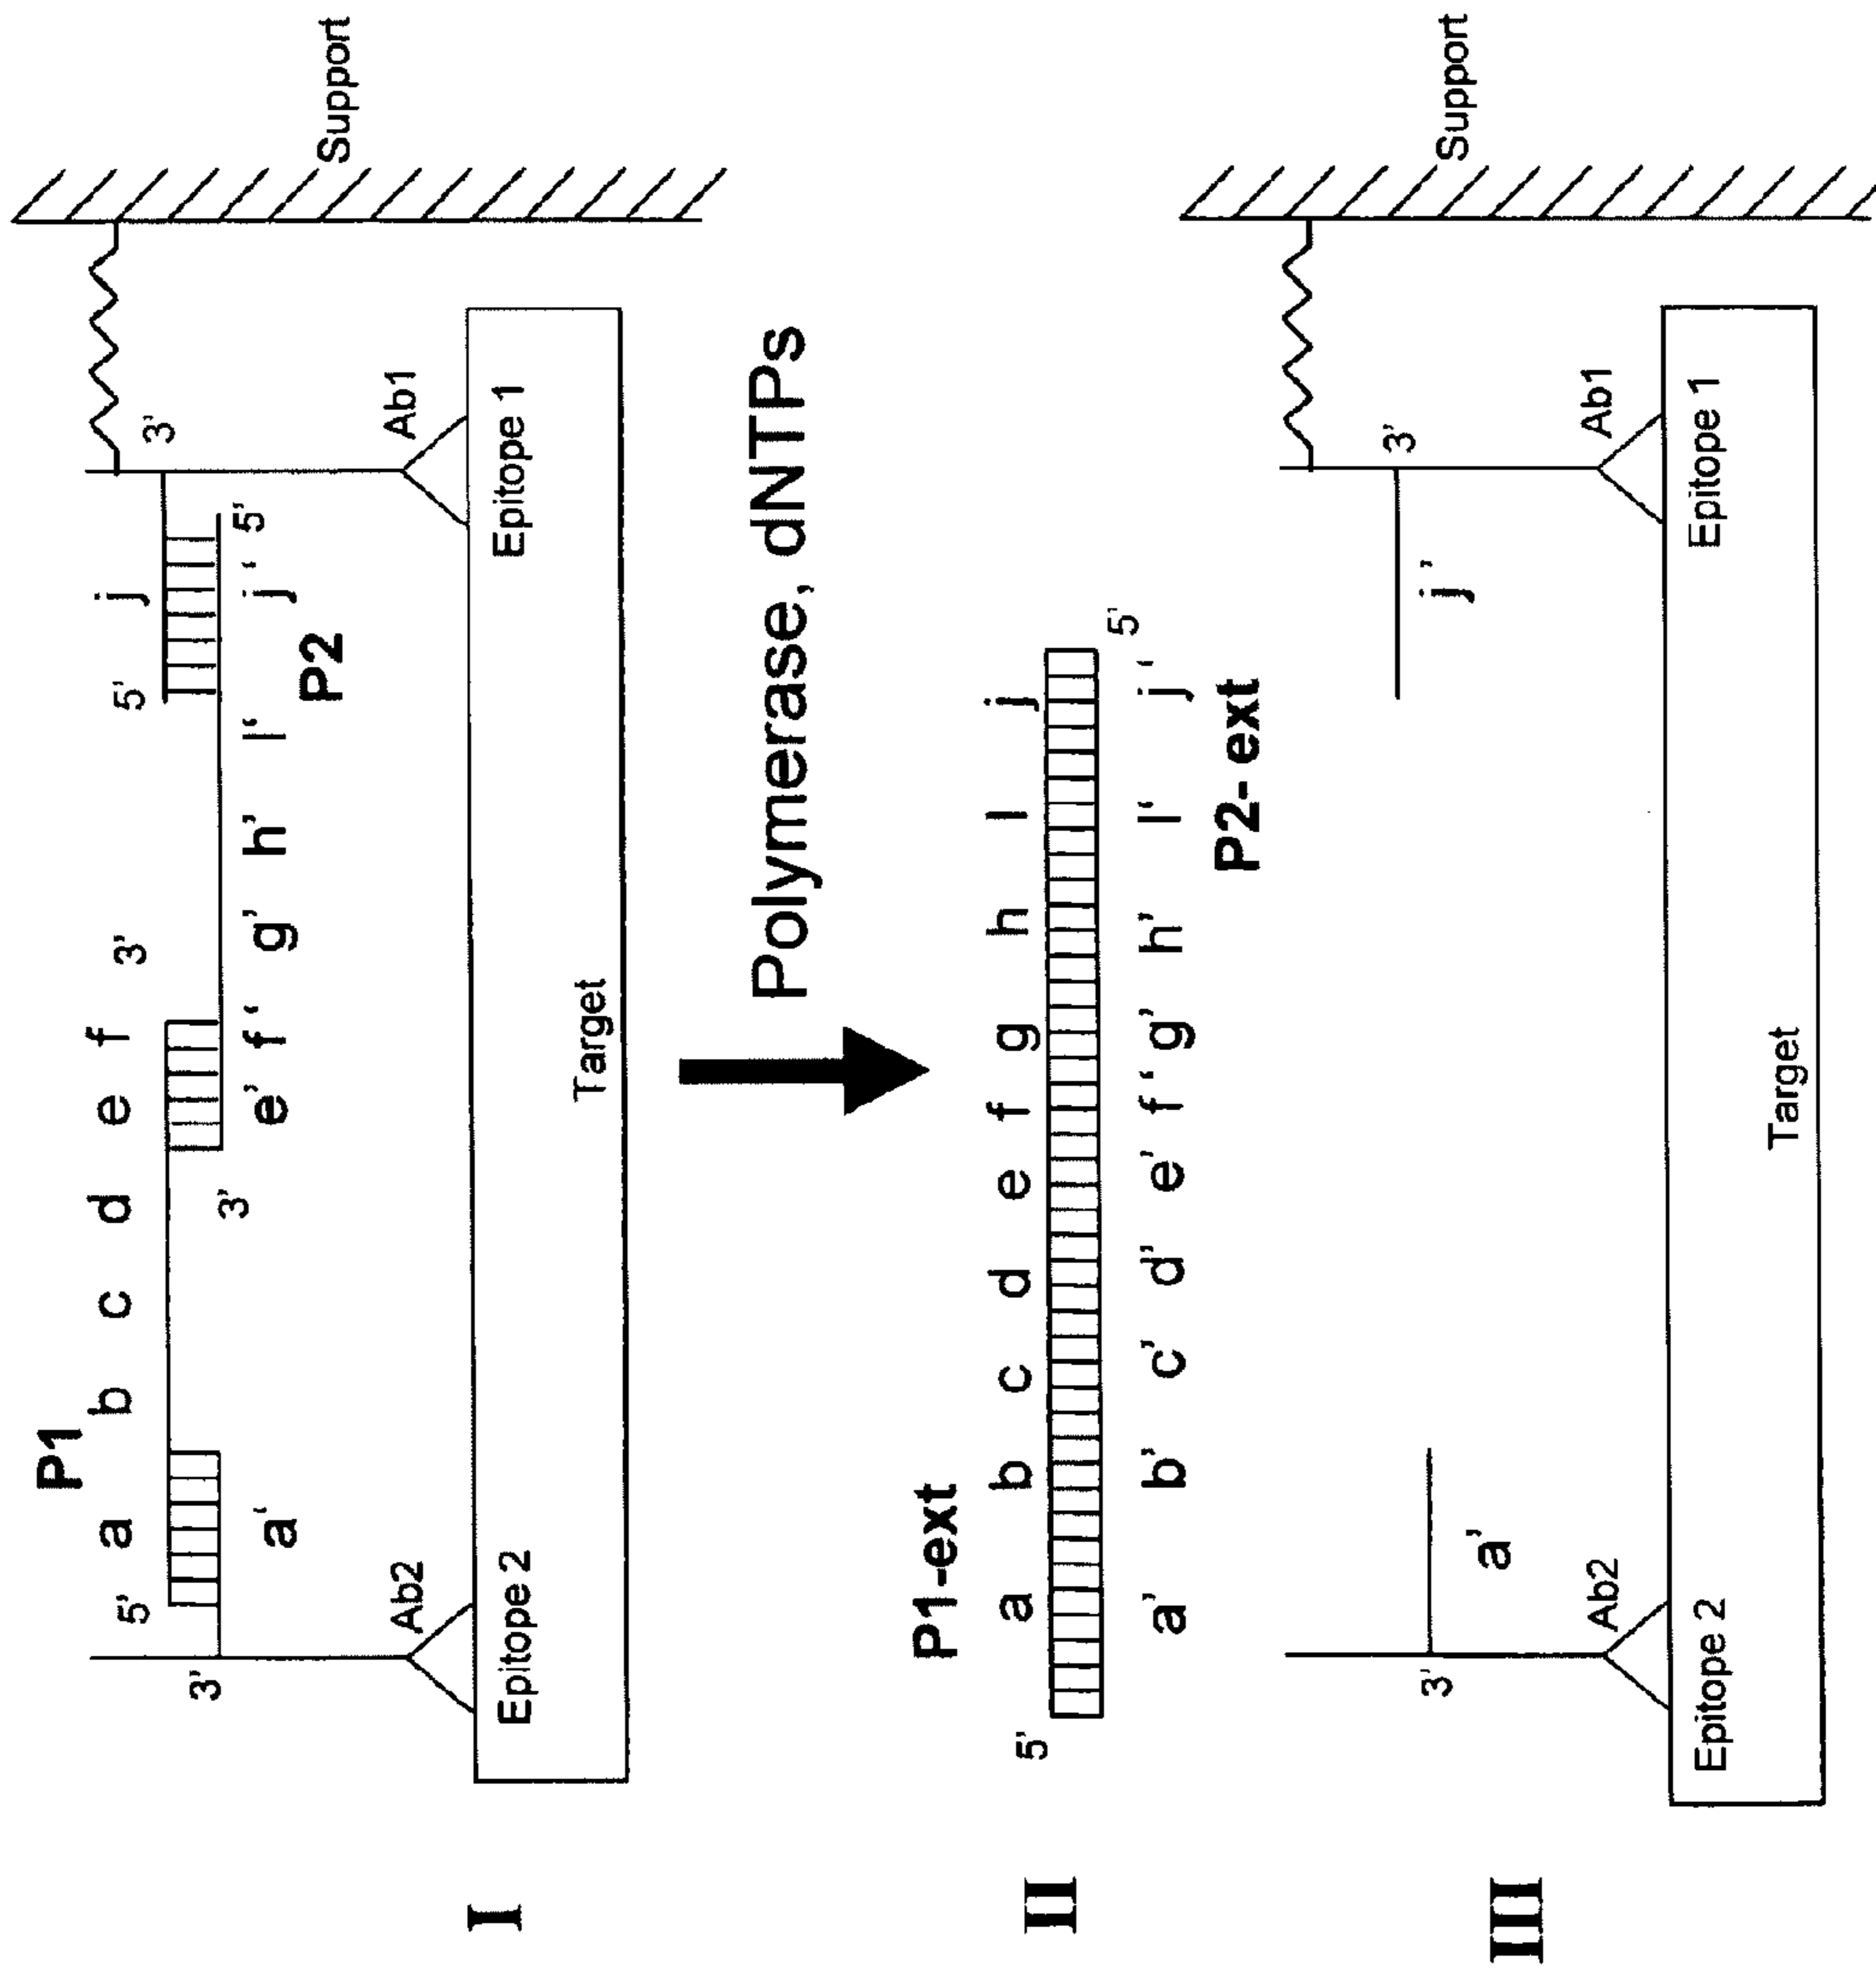 P1
5' a b c d e f 3' 5' j 3'
3' a' 3' e' f' g' h' I' j' 5'
P2
Ab2 Ab1 Support
Epitope 2 Epitope 1
I
Target
Polymerase, dNTPs
P1-ext
5' a b c d e f g h I j
II
a' b' c' d' e' f' g' h' I' j' 5'
P2- ext
3' 3'
a' j' Support
Ab2 Ab1
III
Epitope 2 Epitope 1
Target